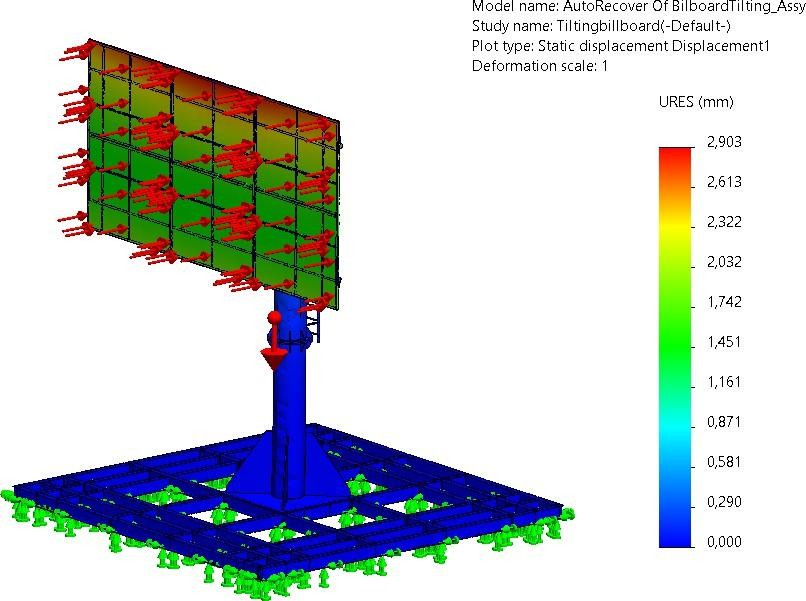 Model name: AutoRecover Of BilboardTilting_Assy
Study name: Tiltingbillboard(-Default-)
Plot type: Static displacement Displacement1
Deformation scale: 1
URES (mm)
2,903
2,613
2,322
2,032
1,742
1,451
1,161
0,871
0,581
0,290
0,000